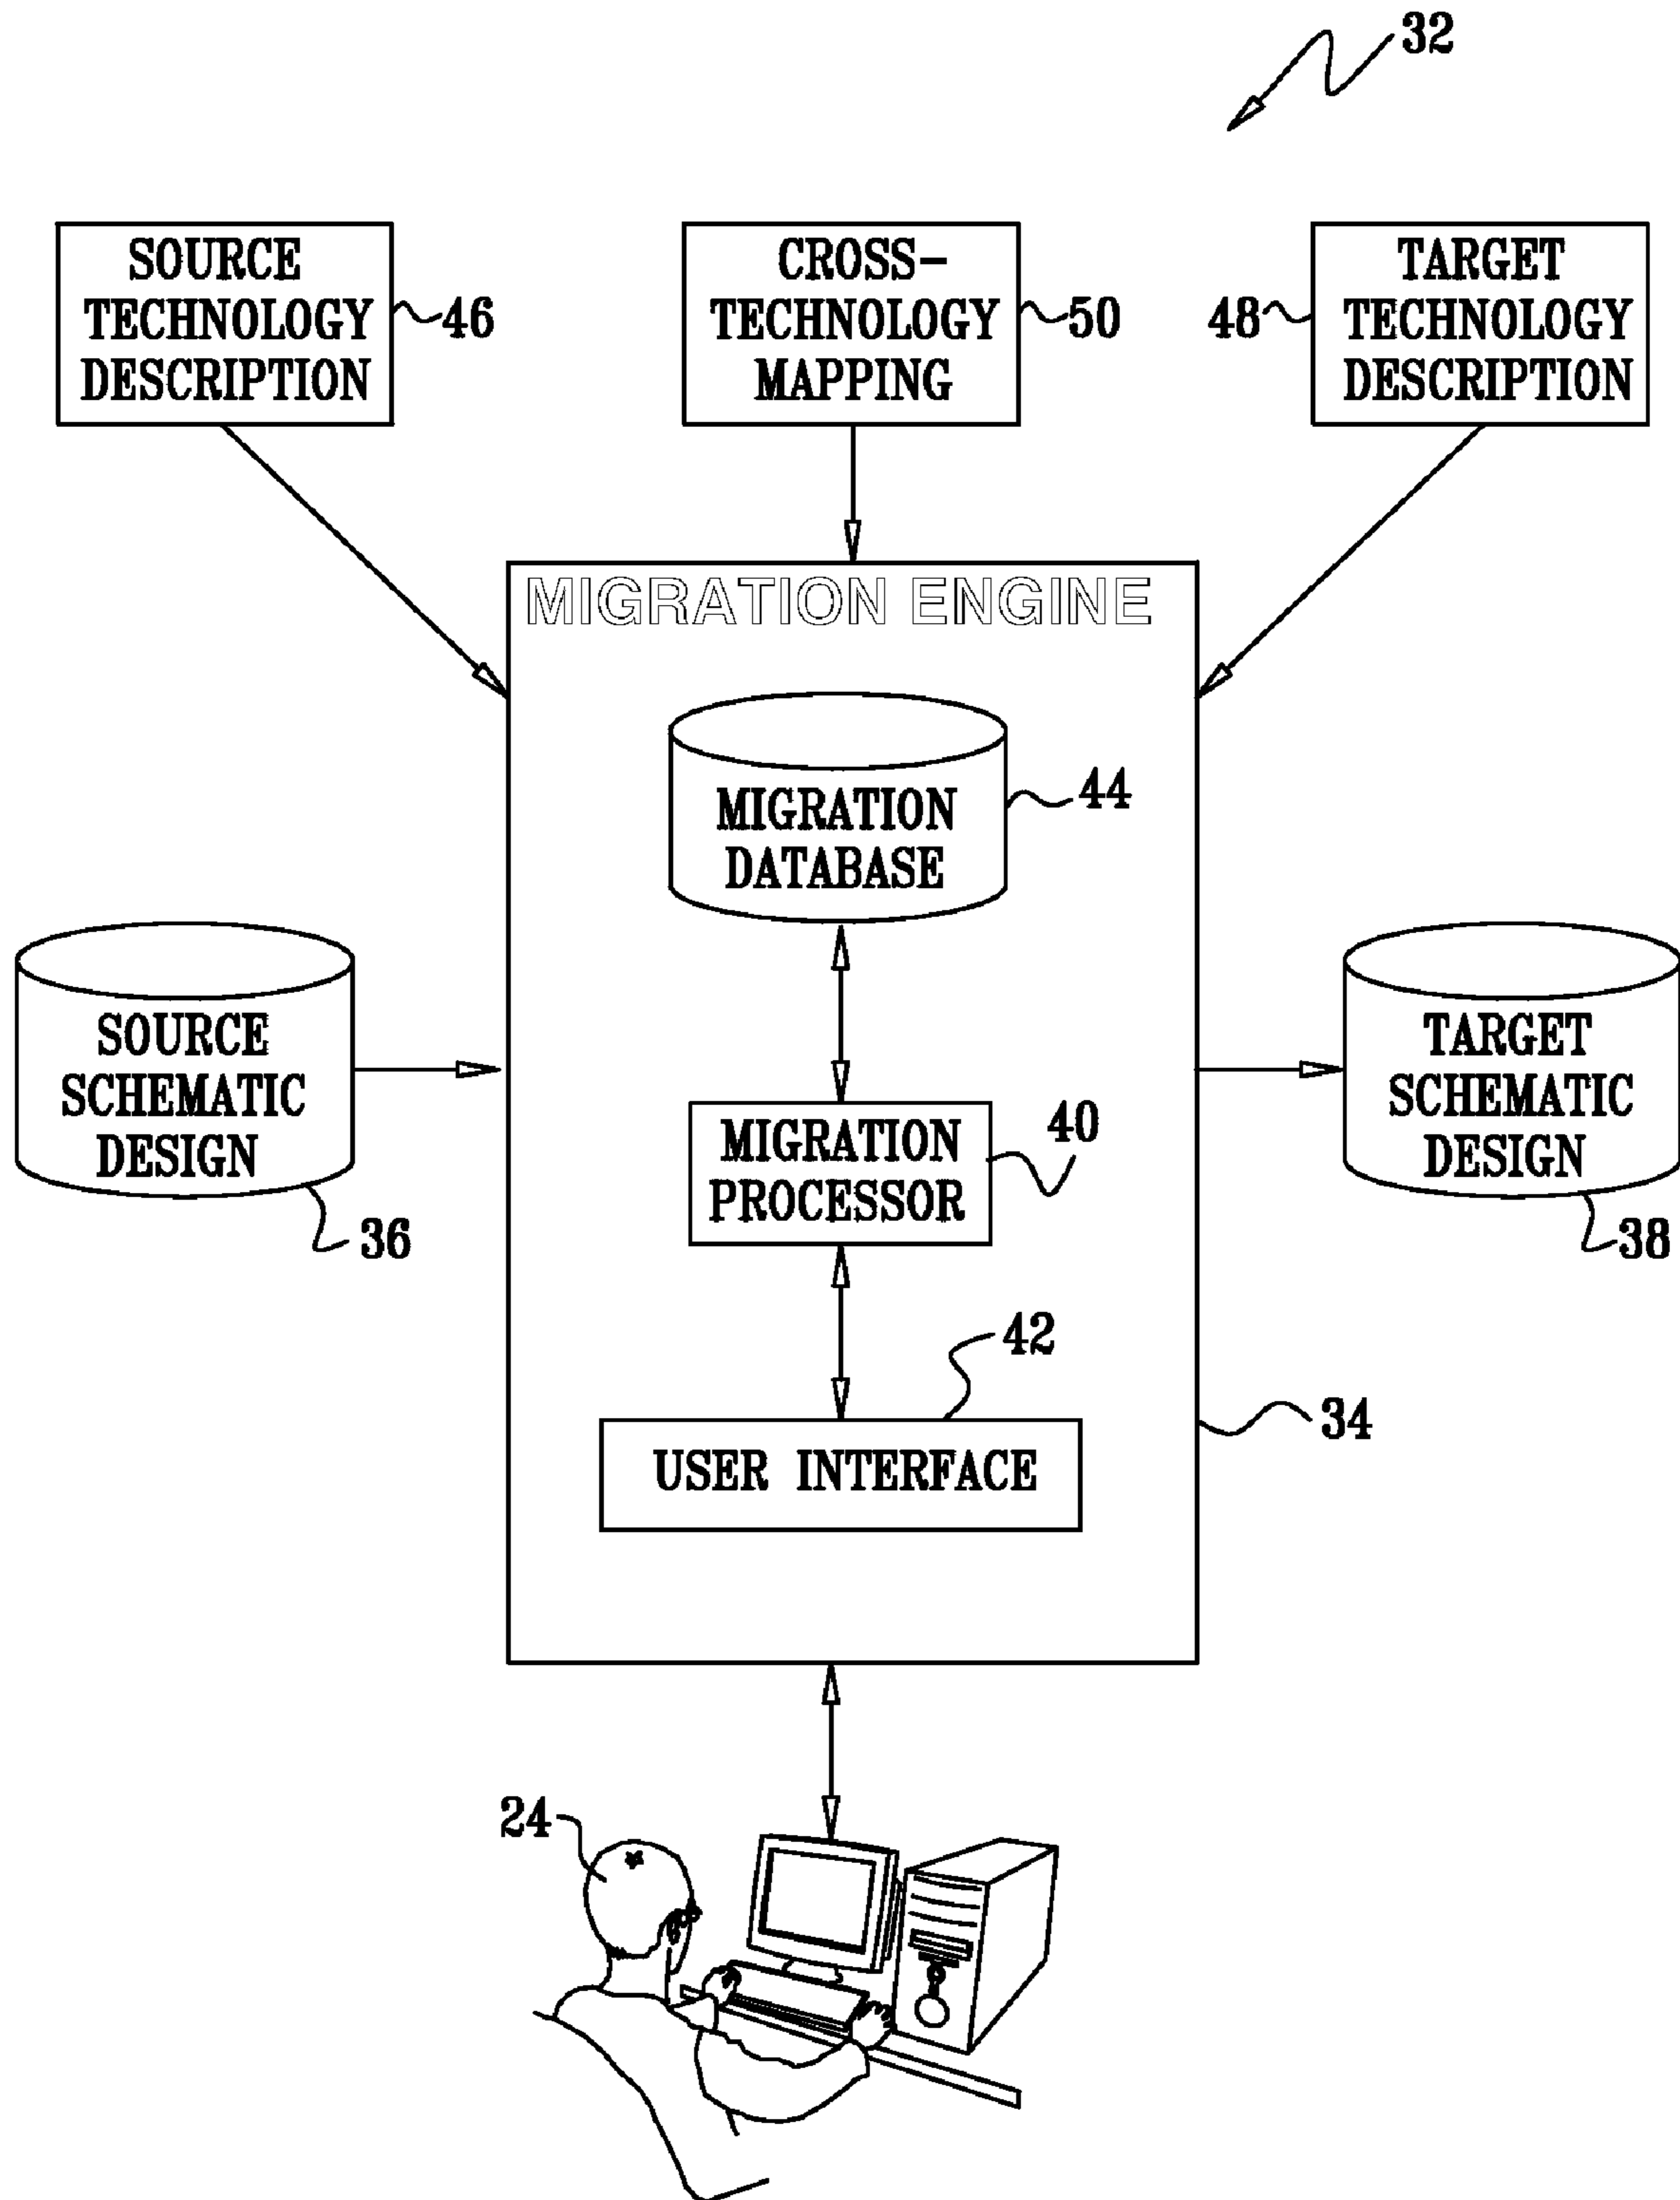 32
SOURCE
TECHNOLOGY
DESCRIPTION
46
CROSS-
TECHNOLOGY
MAPPING
50
48
TARGET
TECHNOLOGY
DESCRIPTION
MIGRATION ENGINE
MIGRATION
DATABASE
44
SOURCE
SCHEMATIC
DESIGN
36
MIGRATION
PROCESSOR
40
TARGET
SCHEMATIC
DESIGN
38
USER INTERFACE
42
34
24